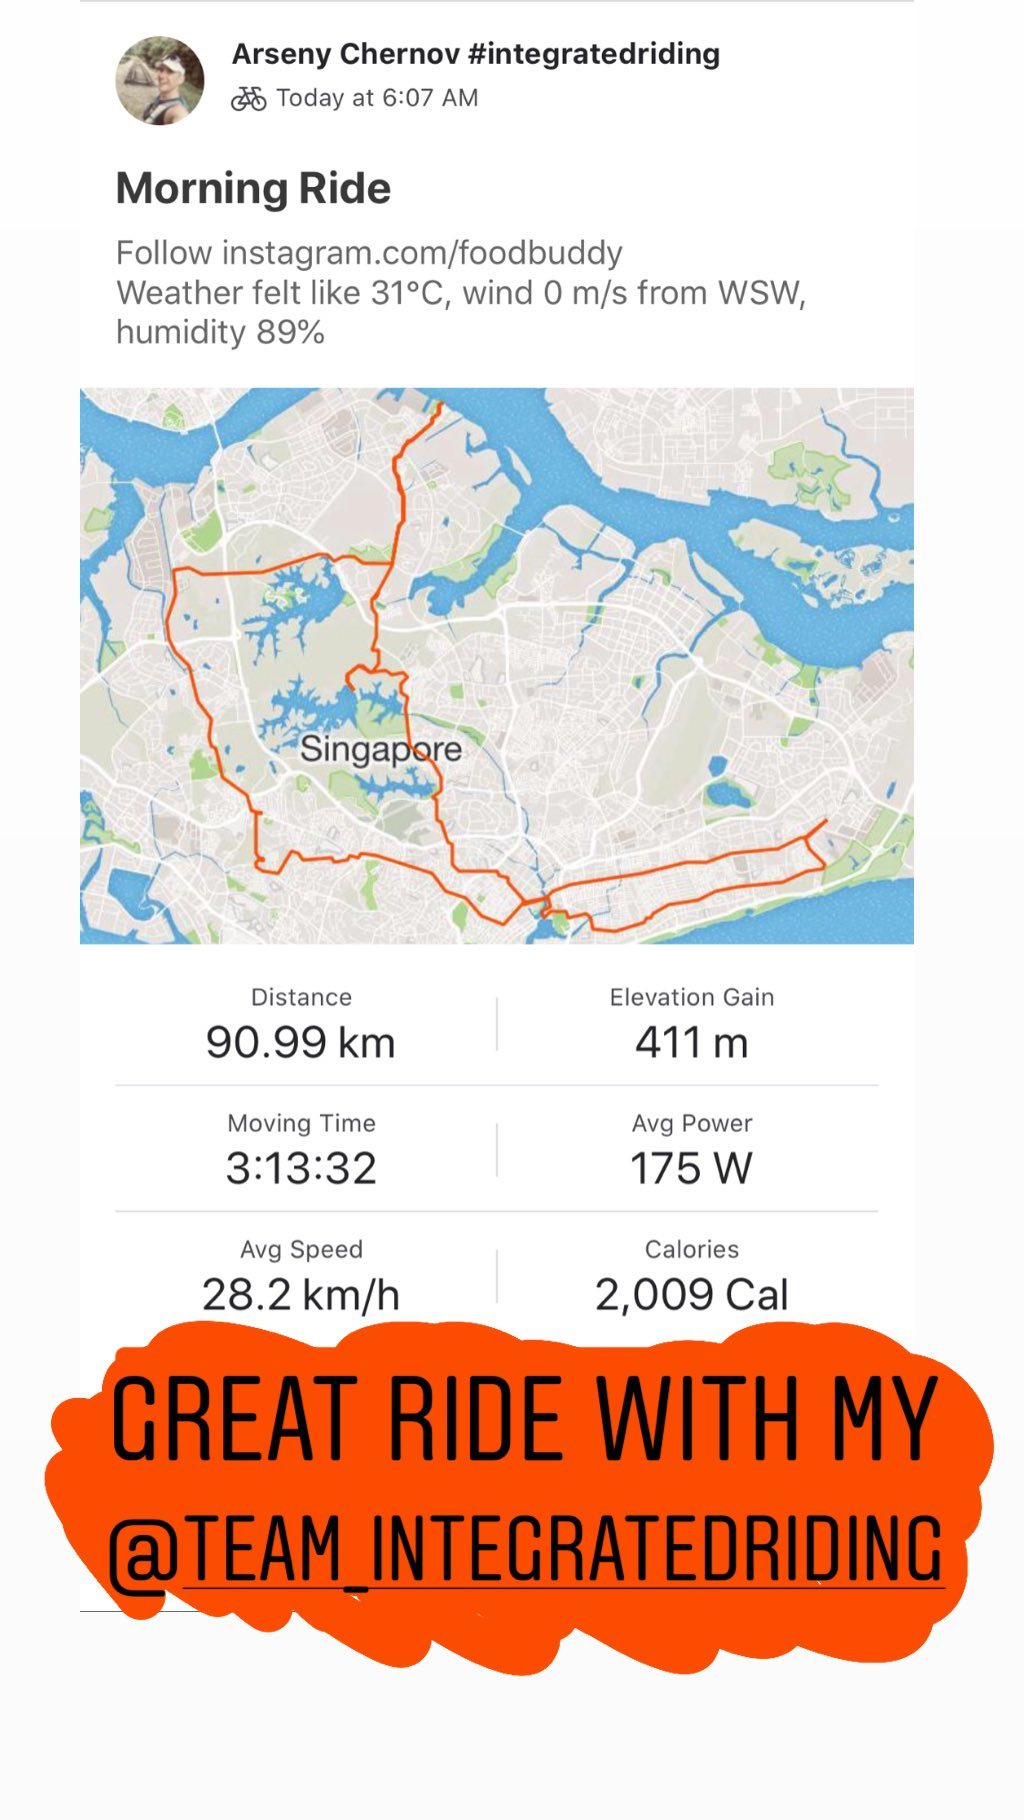 Arseny Chernov #integratedriding
Today at 6:07 AM
Morning Ride
Follow instagram.com/foodbuddy
Weather felt like 31°C, wind 0 m/s from WSW,
humidity 89%
Singapore
Distance
90.99 km
Elevation Gain
411 m
Moving Time
3:13:32
Avg Power
175 W
Avg Speed
28.2 km/h
Calories
2,009 Cal
GREAT RIDE WITH MY
@TEAM_INTEGRATEDRIDING